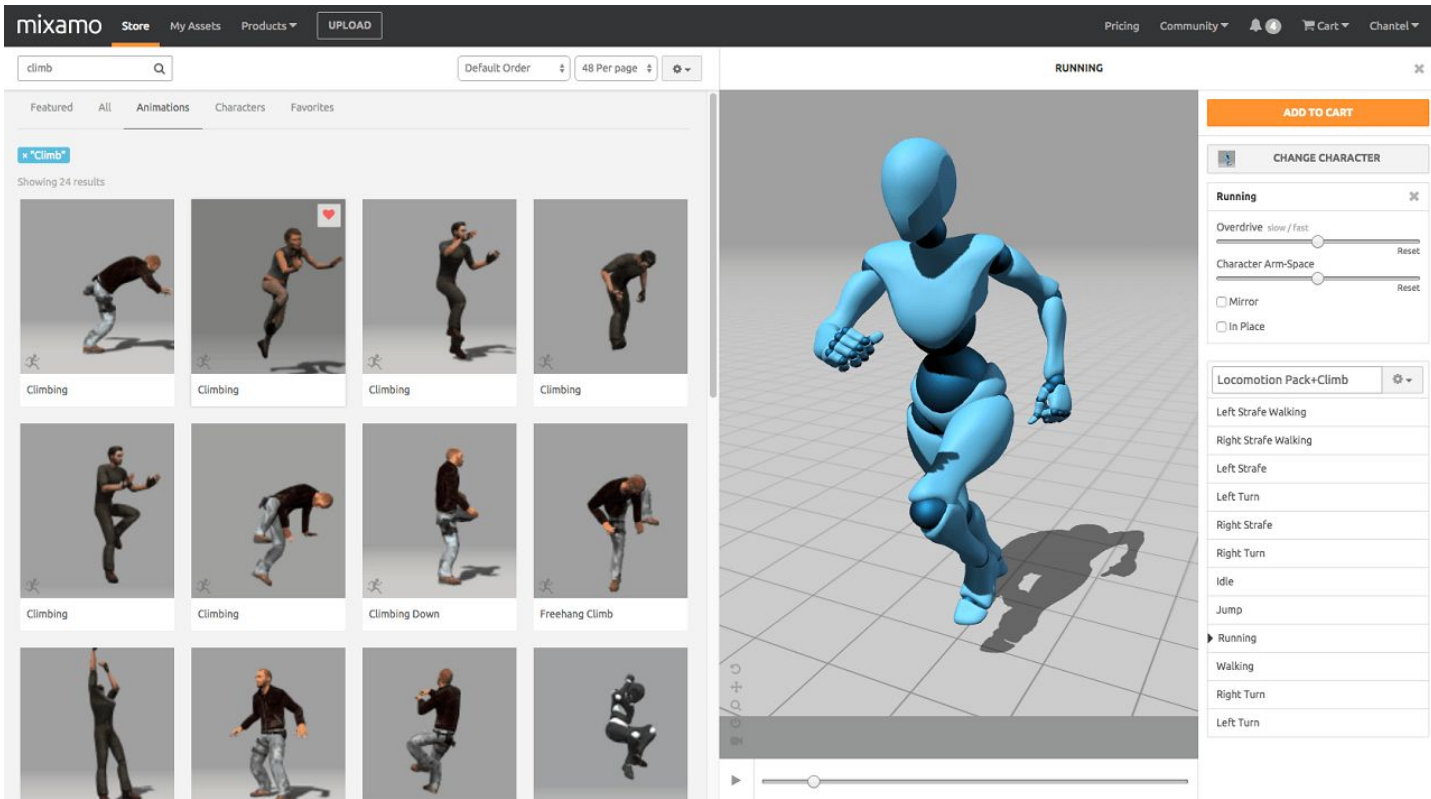 mixamo Store My Assets Products UPLOAD Pricing Community 4 Cart Chantel
climb Default Order 48 Per page
RUNNING
Featured All Animations Characters Favorites
× "Climb"
Showing 24 results
Climbing Climbing Climbing Climbing
Climbing Climbing Climbing Down Freehang Climb
ADD TO CART
CHANGE CHARACTER
Running
Overdrive slow / fast
Reset
Character Arm-Space
Reset
Mirror
In Place
Locomotion Pack+Climb
Left Strafe Walking
Right Strafe Walking
Left Strafe
Left Turn
Right Strafe
Right Turn
Idle
Jump
Running
Walking
Right Turn
Left Turn